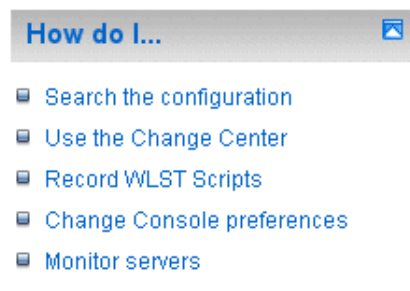 How do I...
Search the configuration
Use the Change Center
Record WLST Scripts
Change Console preferences
Monitor servers